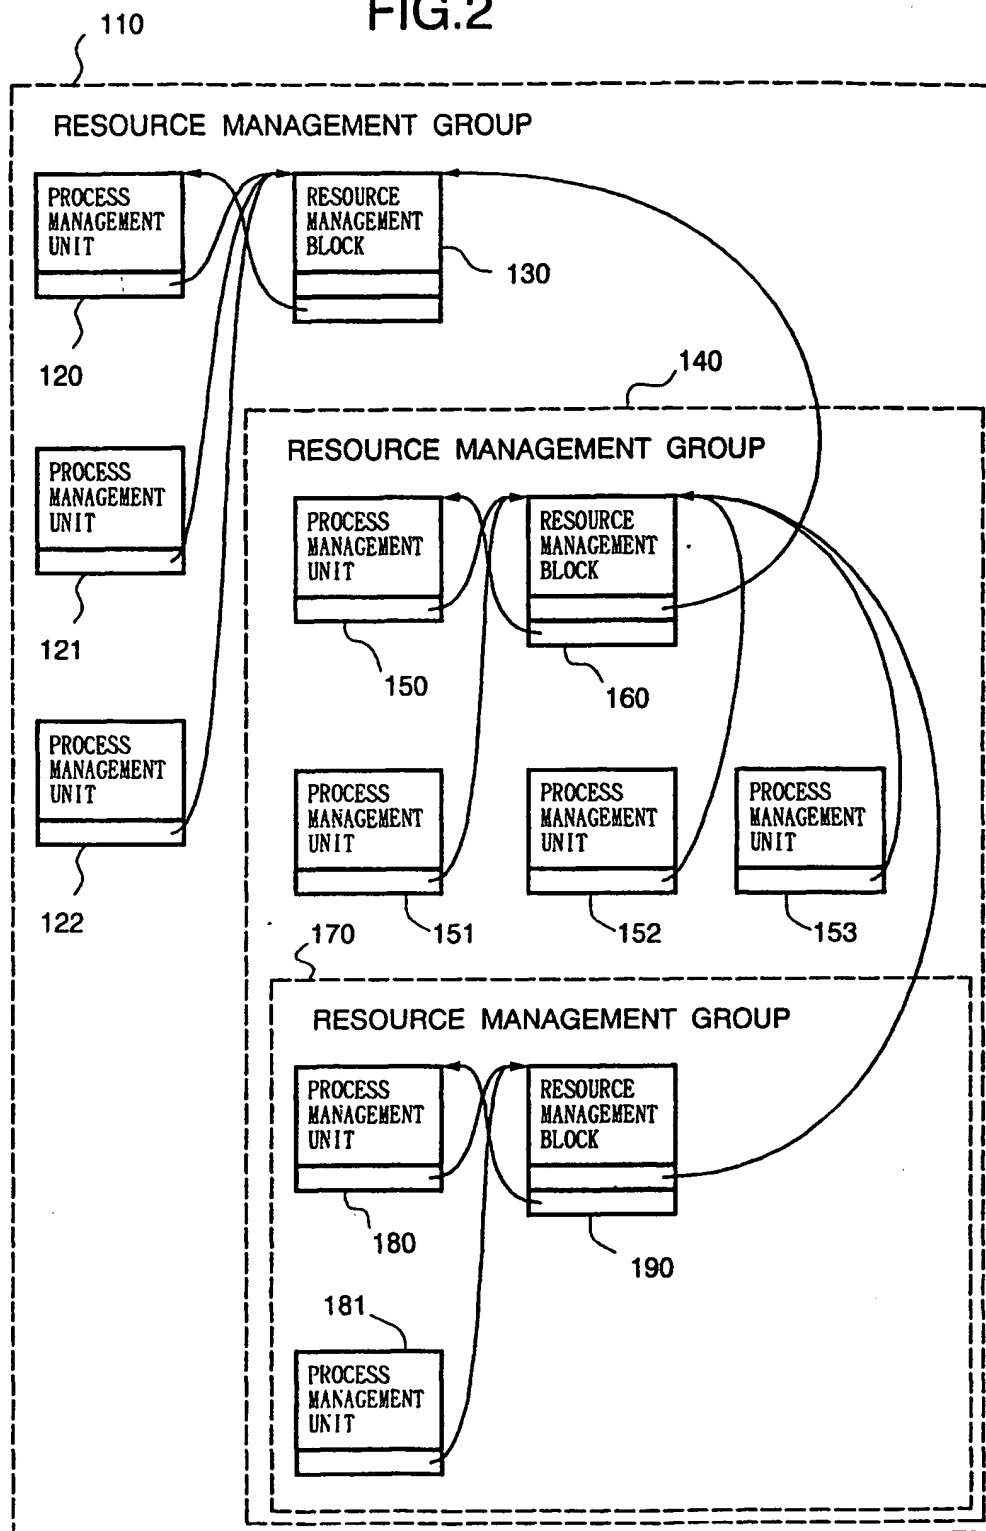 FIG.2
110
RESOURCE MANAGEMENT GROUP
PROCESS
MANAGEMENT
UNIT
RESOURCE
MANAGEMENT
BLOCK
130
120
140
RESOURCE MANAGEMENT GROUP
PROCESS
MANAGEMENT
UNIT
PROCESS
MANAGEMENT
UNIT
RESOURCE
MANAGEMENT
BLOCK
121
150
160
PROCESS
MANAGEMENT
UNIT
PROCESS
MANAGEMENT
UNIT
PROCESS
MANAGEMENT
UNIT
PROCESS
MANAGEMENT
UNIT
122
151
152
153
170
RESOURCE MANAGEMENT GROUP
PROCESS
MANAGEMENT
UNIT
RESOURCE
MANAGEMENT
BLOCK
180
190
181
PROCESS
MANAGEMENT
UNIT